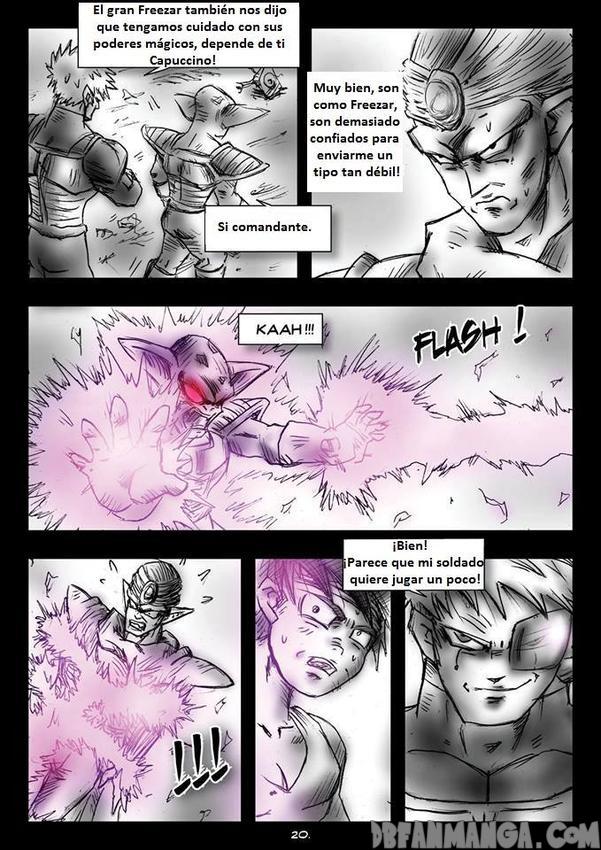 El gran Freezar también nos dijo
que tengamos cuidado con sus
poderes mágicos, depende de ti
Capuccino!
Muy bien, son
como Freezar,
son demasiado
confiados para
enviarme un
tipo tan débil!
Si comandante.
KAAH!!!
FLASH!
¡Bien!
¡Parece que mi soldado
quiere jugar un poco!
!!!
20.
DBFANMANGA.COM